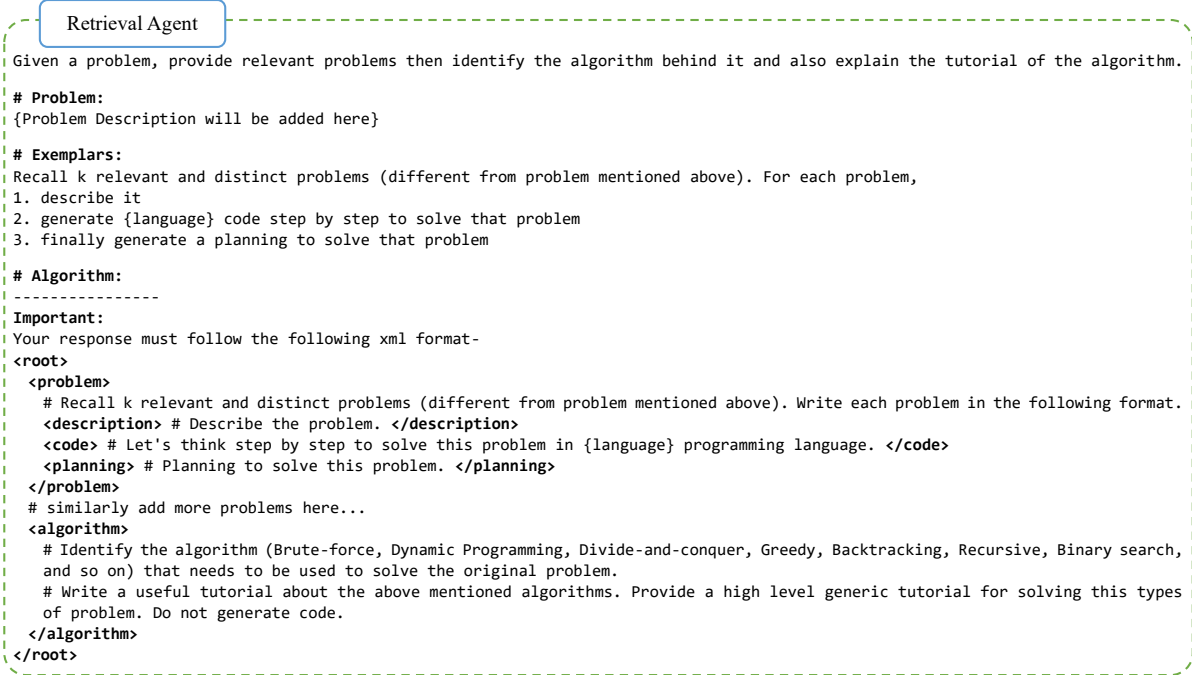 Retrieval Agent
Given a problem, provide relevant problems then identify the algorithm behind it and also explain the tutorial of the algorithm.
# Problem:
{Problem Description will be added here}
# Exemplars:
Recall k relevant and distinct problems (different from problem mentioned above). For each problem,
1. describe it
2. generate {language} code step by step to solve that problem
3. finally generate a planning to solve that problem
# Algorithm:
----------------
Important:
Your response must follow the following xml format-
<root>
<problem>
# Recall k relevant and distinct problems (different from problem mentioned above). Write each problem in the following format.
<description> # Describe the problem. </description>
<code> # Let's think step by step to solve this problem in {language} programming language. </code>
<planning> # Planning to solve this problem. </planning>
</problem>
# similarly add more problems here...
<algorithm>
# Identify the algorithm (Brute-force, Dynamic Programming, Divide-and-conquer, Greedy, Backtracking, Recursive, Binary search,
and so on) that needs to be used to solve the original problem.
# Write a useful tutorial about the above mentioned algorithms. Provide a high level generic tutorial for solving this types
of problem. Do not generate code.
</algorithm>
</root>